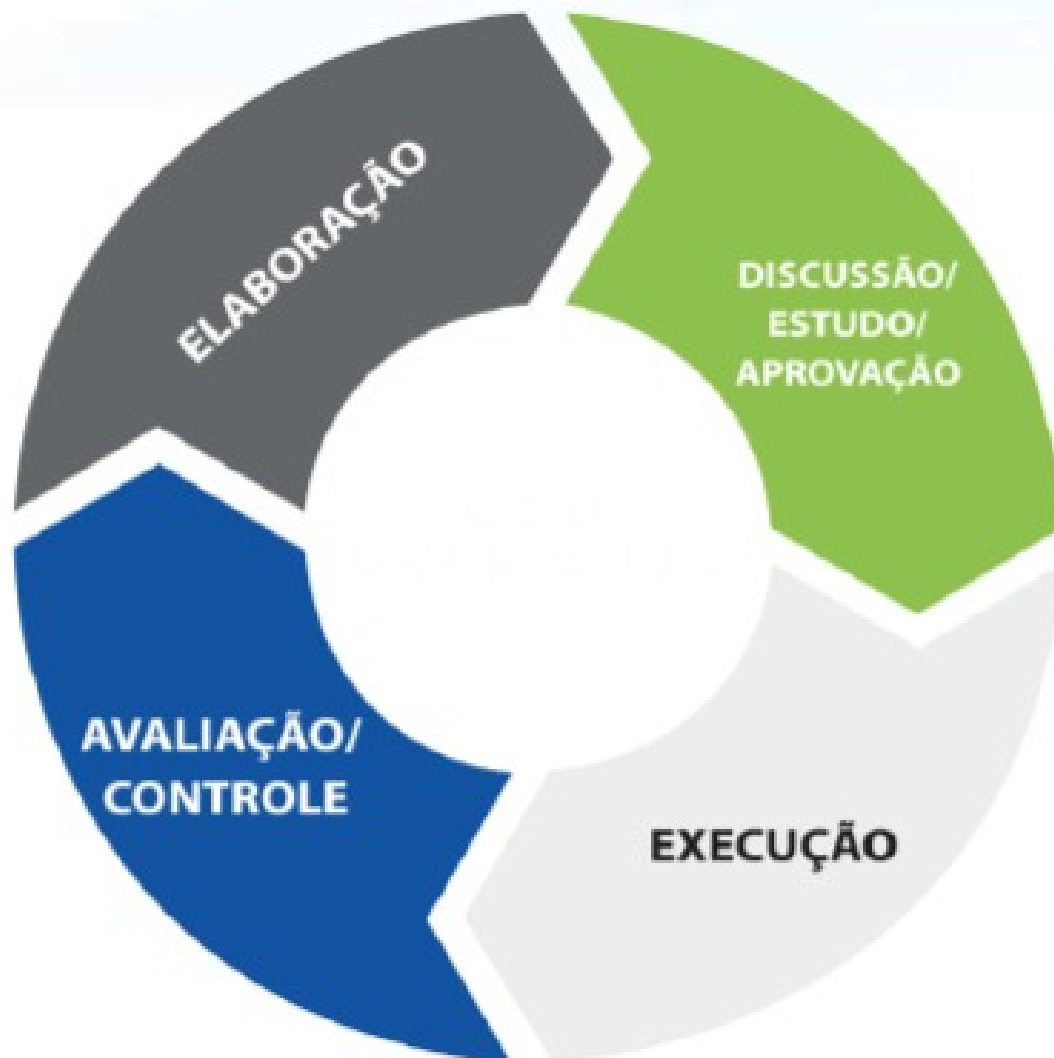 ELABORAÇÃO
DISCUSSÃO/
ESTUDO/
APROVAÇÃO
EXECUÇÃO
AVALIAÇÃO/
CONTROLE